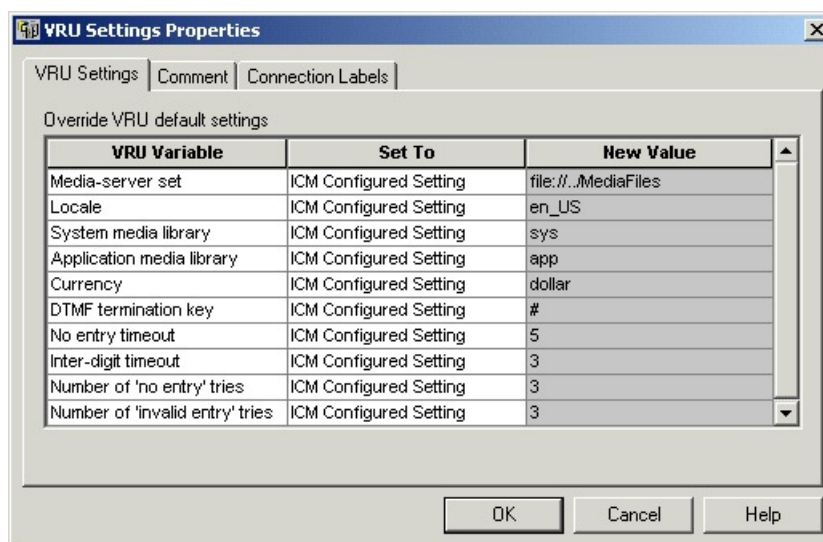 VRU Settings Properties
VRU Settings Comment Connection Labels
Override VRU default settings
VRU Variable Set To New Value
Media-server set ICM Configured Setting file://../MediaFiles
Locale ICM Configured Setting en_US
System media library ICM Configured Setting sys
Application media library ICM Configured Setting app
Currency ICM Configured Setting dollar
DTMF termination key ICM Configured Setting #
No entry timeout ICM Configured Setting 5
Inter-digit timeout ICM Configured Setting 3
Number of 'no entry' tries ICM Configured Setting 3
Number of 'invalid entry' tries ICM Configured Setting 3
OK Cancel Help